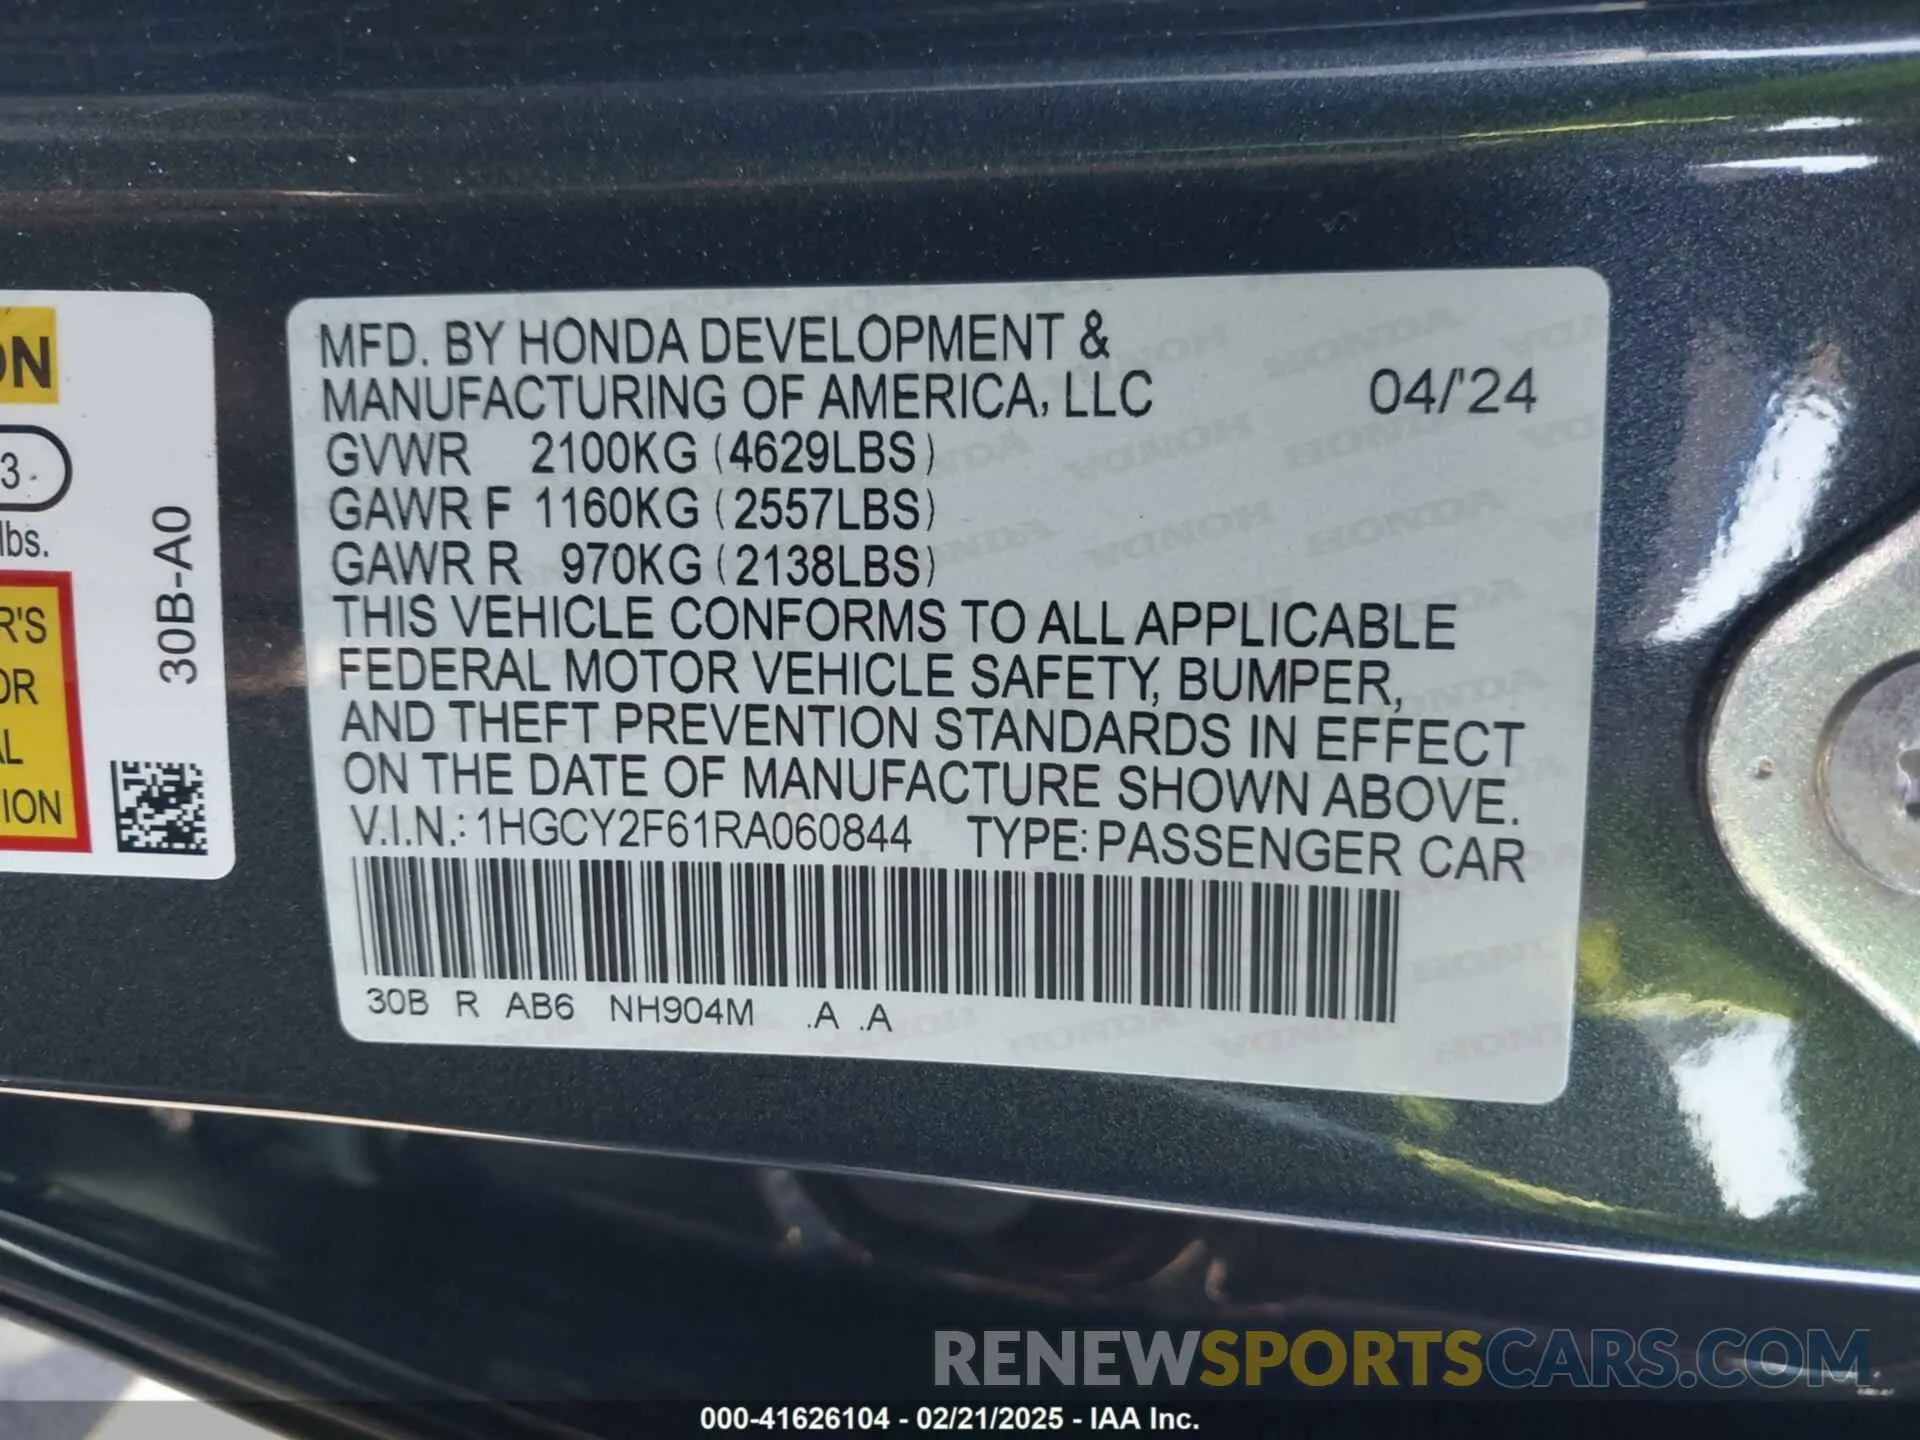 MFD. BY HONDA DEVELOPMENT &
MANUFACTURING OF AMERICA, LLC 04/'24
GVWR 2100KG (4629LBS)
GAWR F 1160KG (2557LBS)
GAWR R 970KG (2138LBS)
THIS VEHICLE CONFORMS TO ALL APPLICABLE
FEDERAL MOTOR VEHICLE SAFETY, BUMPER,
AND THEFT PREVENTION STANDARDS IN EFFECT
ON THE DATE OF MANUFACTURE SHOWN ABOVE.
V.I.N.: 1HGCY2F61RA060844 TYPE: PASSENGER CAR
30B R AB6 NH904M .A .A
ON
3
lbs.
R'S
OR
AL
TION
30B-A0
RENEWSPORTSCARS.COM
000-41626104 - 02/21/2025 - IAA Inc.